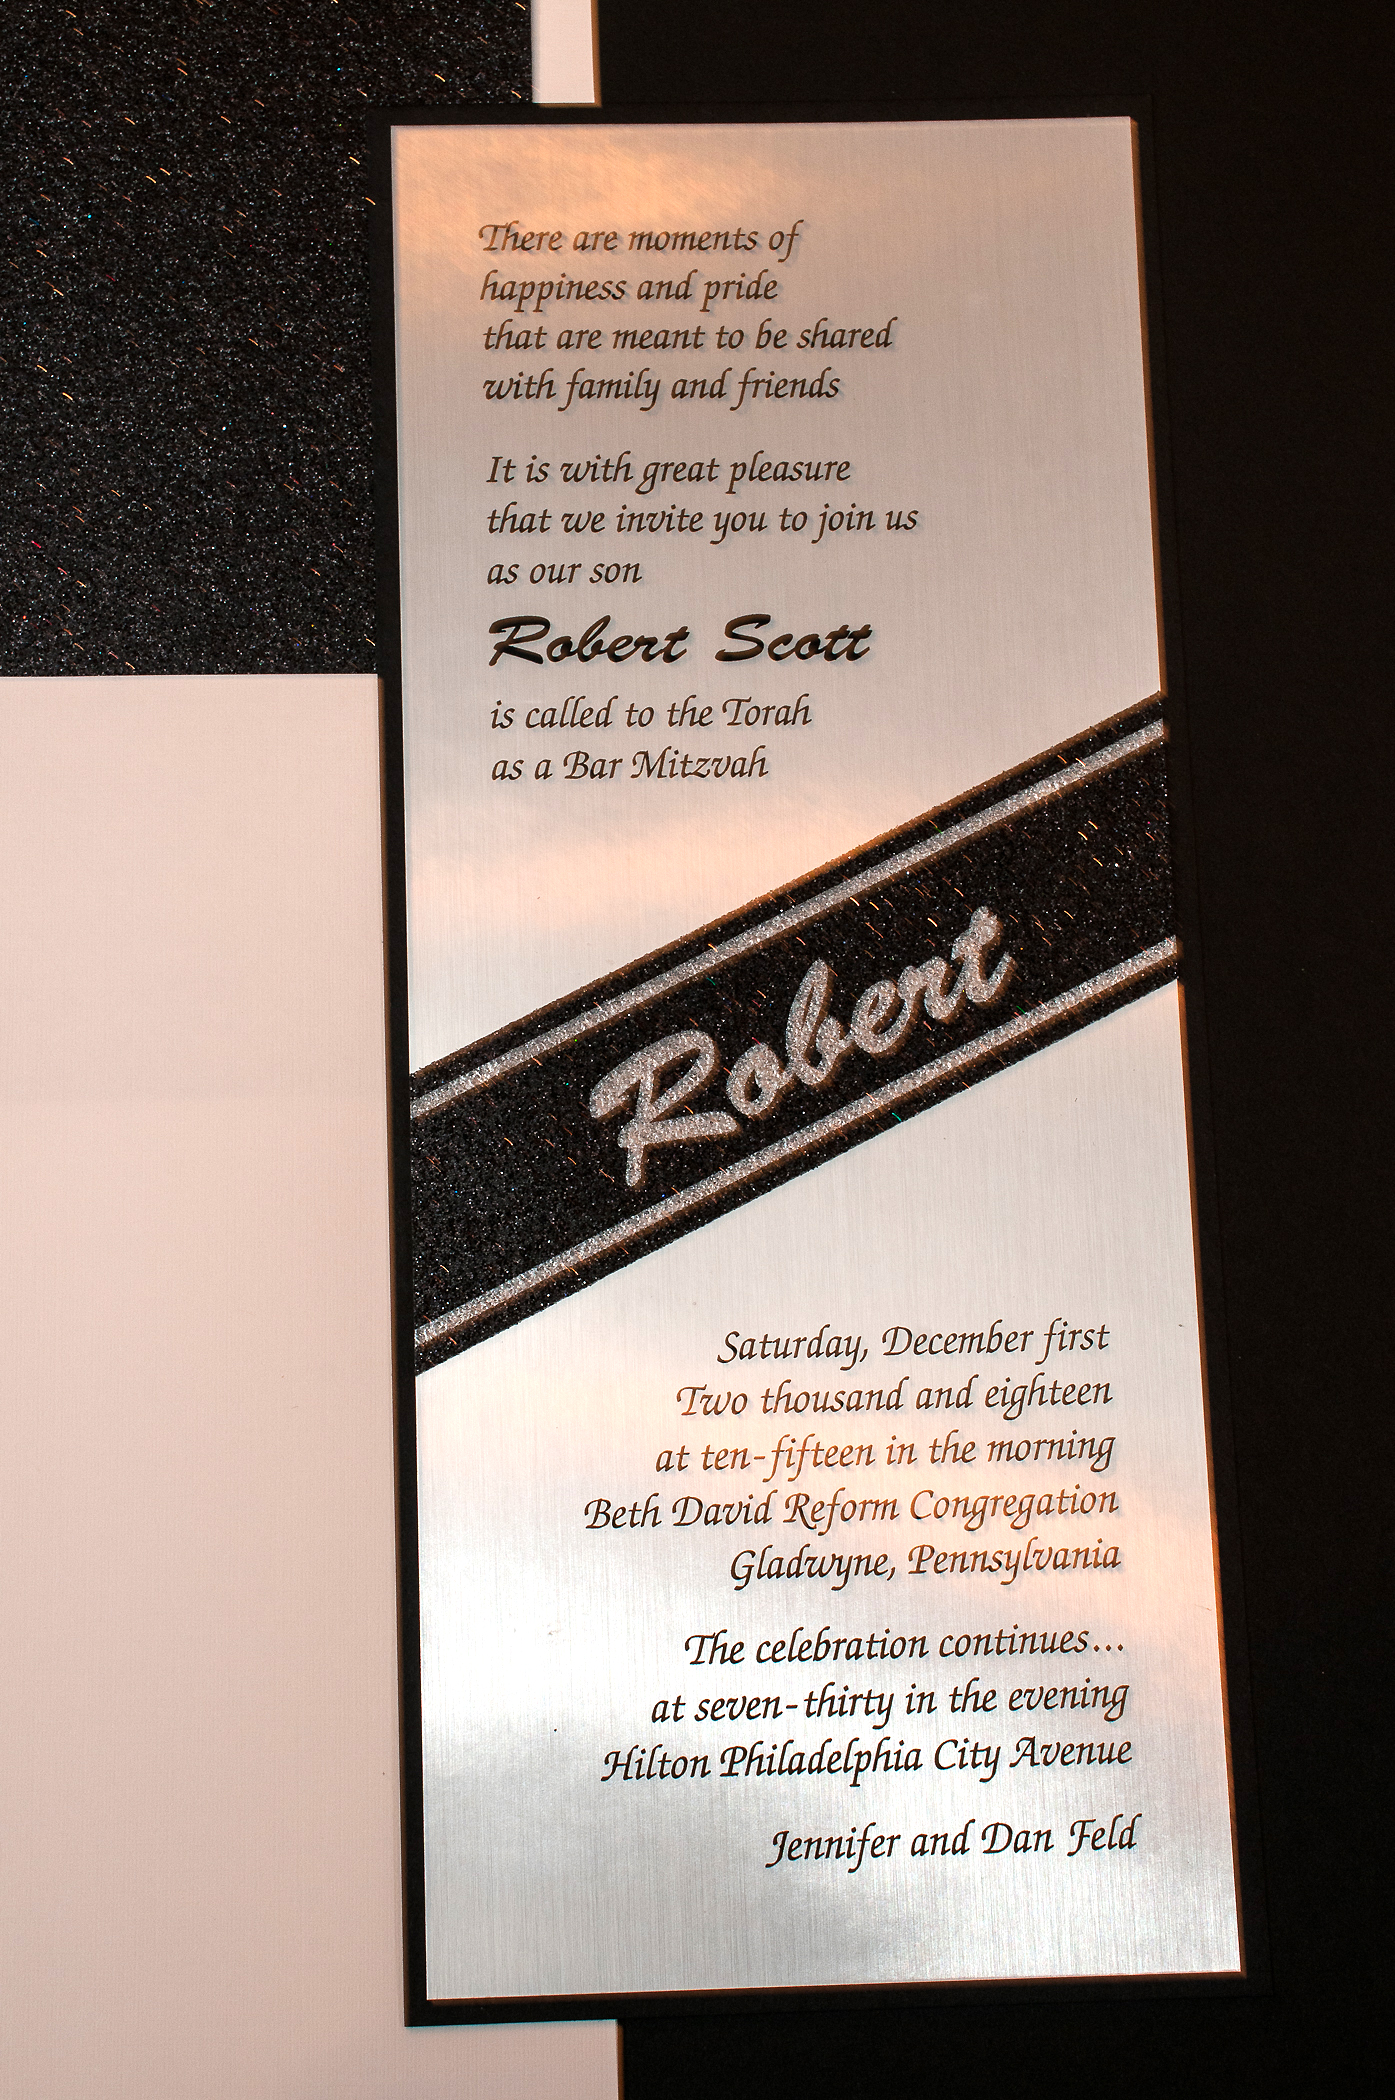 There are moments of
happiness and pride
that are meant to be shared
with family and friends
It is with great pleasure
that we invite you to join us
as our son
Robert Scott
is called to the Torah
as a Bar Mitzvah
Robert
Saturday, December first
Two thousand and eighteen
at ten-fifteen in the morning
Beth David Reform Congregation
Gladwyne, Pennsylvania
The celebration continues...
at seven-thirty in the evening
Hilton Philadelphia City Avenue
Jennifer and Dan Feld